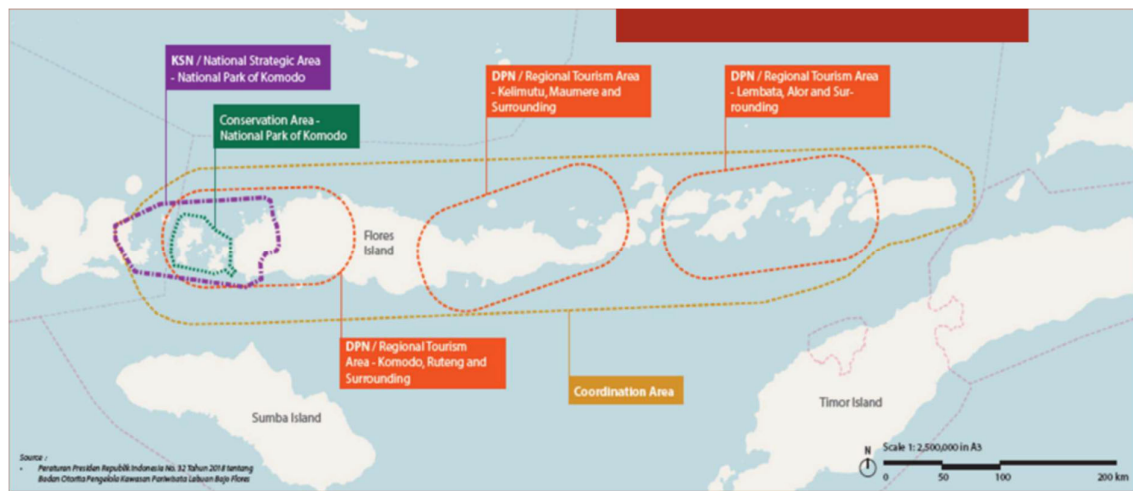 KSN / National Strategic Area
- National Park of Komodo
Conservation Area -
National Park of Komodo
DPN / Regional Tourism Area
- Kelimutu, Maumere and
Surrounding
DPN / Regional Tourism Area
- Lembata, Alor and Sur-
rounding
Flores
Island
DPN / Regional Tourism
Area - Komodo, Ruteng and
Surrounding
Coordination Area
Sumba Island
Timor Island
Source :
- Peraturan Presiden Republik Indonesia No. 32 Tahun 2018 tentang
Badan Otorita Pengelola Kawasan Pariwisata Labuan Bajo Flores
N
Scale 1: 2,500,000 in A3
0 50 100 200 km